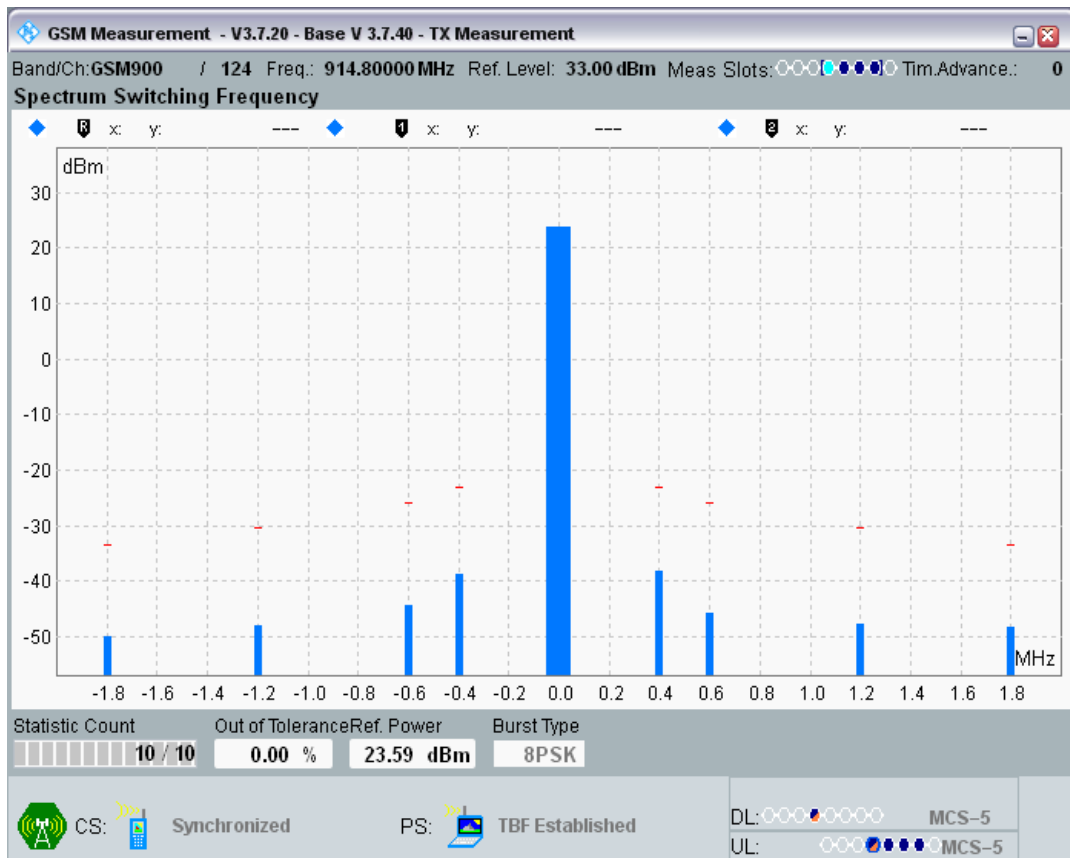 GSM Measurement - V3.7.20 - Base V 3.7.40 - TX Measurement
Band/Ch:GSM900 / 124 Freq.: 914.80000 MHz Ref. Level: 33.00 dBm Meas Slots: Tim.Advance.: 0
Spectrum Switching Frequency
R x: y: --- 1 x: y: --- 2 x: y: ---
dBm
30
20
10
0
-10
-20
-30
-40
-50
MHz
-1.8 -1.6 -1.4 -1.2 -1.0 -0.8 -0.6 -0.4 -0.2 0.0 0.2 0.4 0.6 0.8 1.0 1.2 1.4 1.6 1.8
Statistic Count Out of Tolerance Ref. Power Burst Type
10 / 10 0.00 % 23.59 dBm 8PSK
CS: Synchronized PS: TBF Established DL: MCS-5
UL: MCS-5